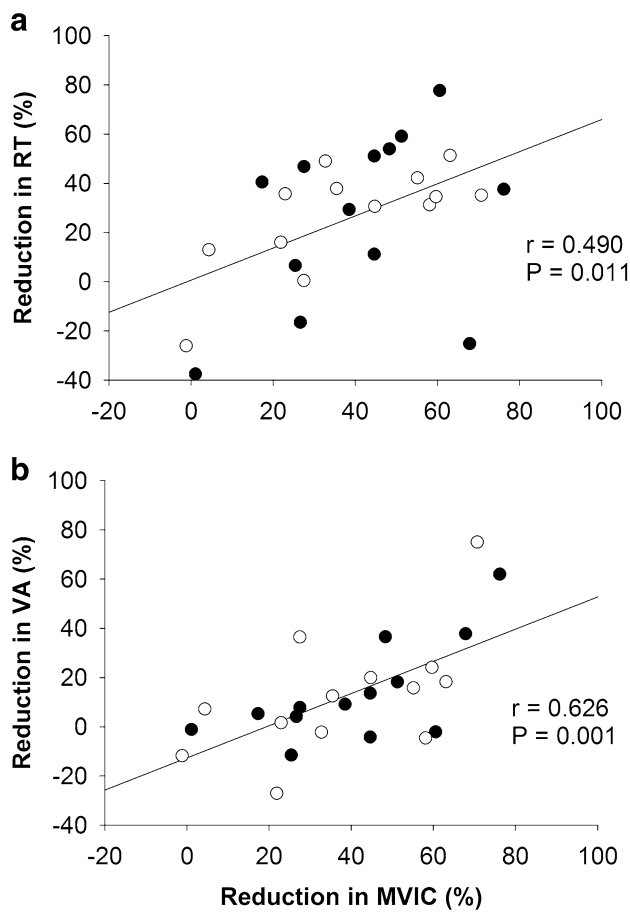 a
100
80
60
40
20
0
-20
-40
Reduction in RT (%)
r = 0.490
P = 0.011
-20 0 20 40 60 80 100
b
100
80
60
40
20
0
-20
-40
Reduction in VA (%)
r = 0.626
P = 0.001
-20 0 20 40 60 80 100
Reduction in MVIC (%)